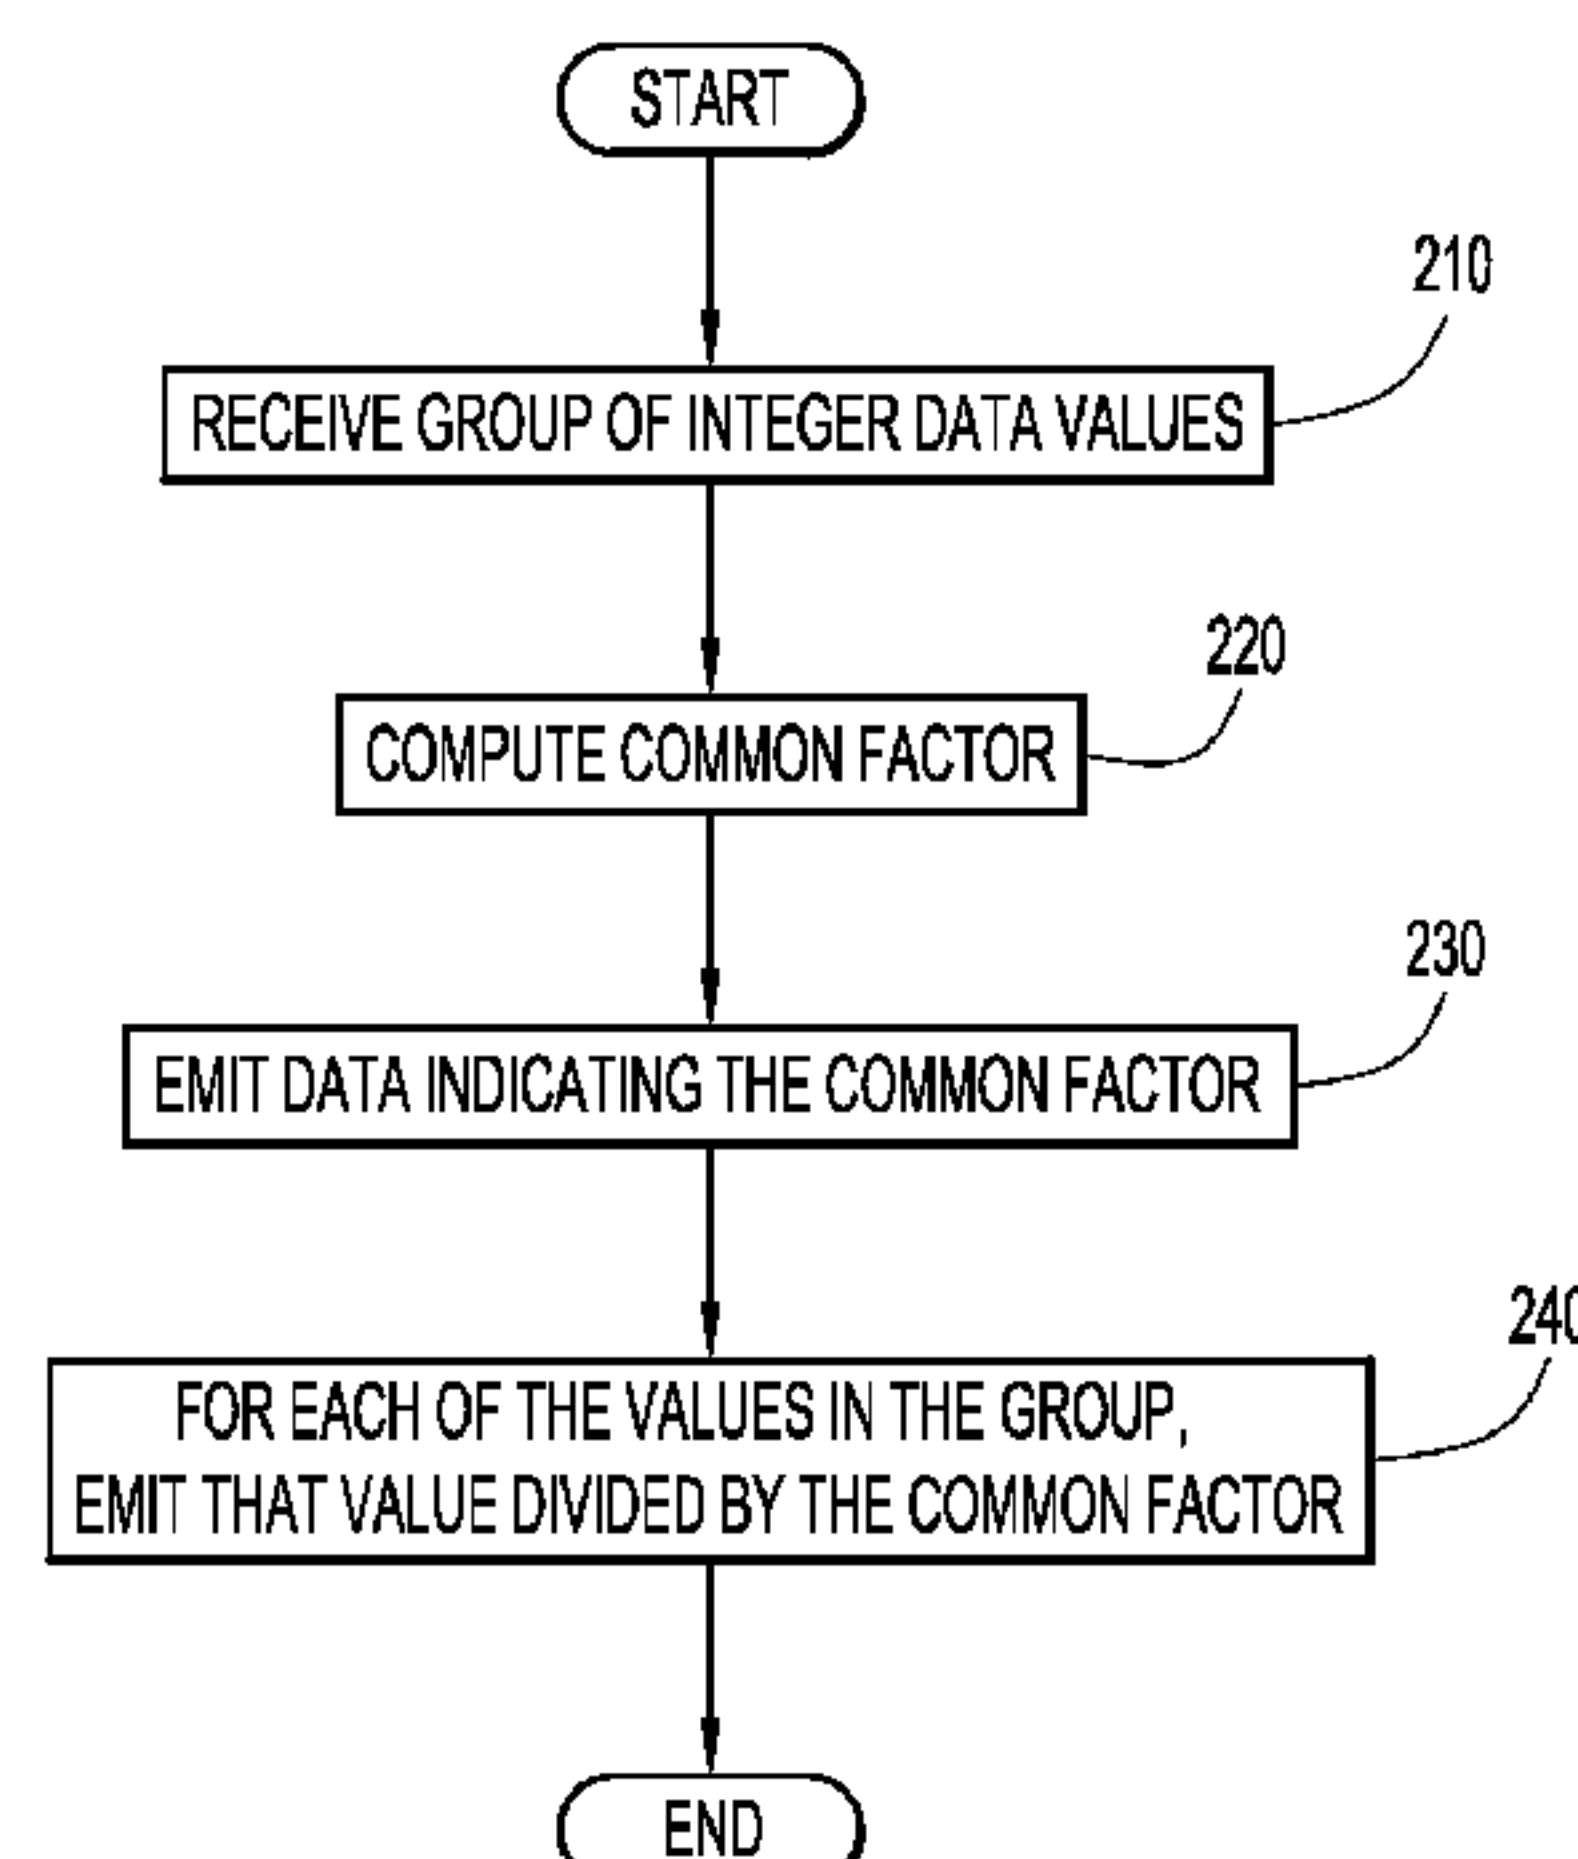 START
210
RECEIVE GROUP OF INTEGER DATA VALUES
220
COMPUTE COMMON FACTOR
230
EMIT DATA INDICATING THE COMMON FACTOR
240
FOR EACH OF THE VALUES IN THE GROUP,
EMIT THAT VALUE DIVIDED BY THE COMMON FACTOR
END